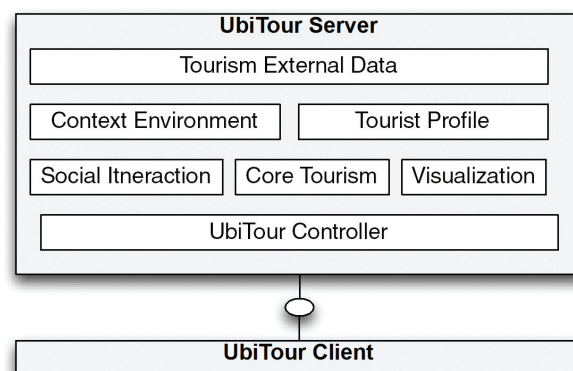 UbiTour Server
Tourism External Data
Context Environment
Tourist Profile
Social Itneraction
Core Tourism
Visualization
UbiTour Controller
UbiTour Client